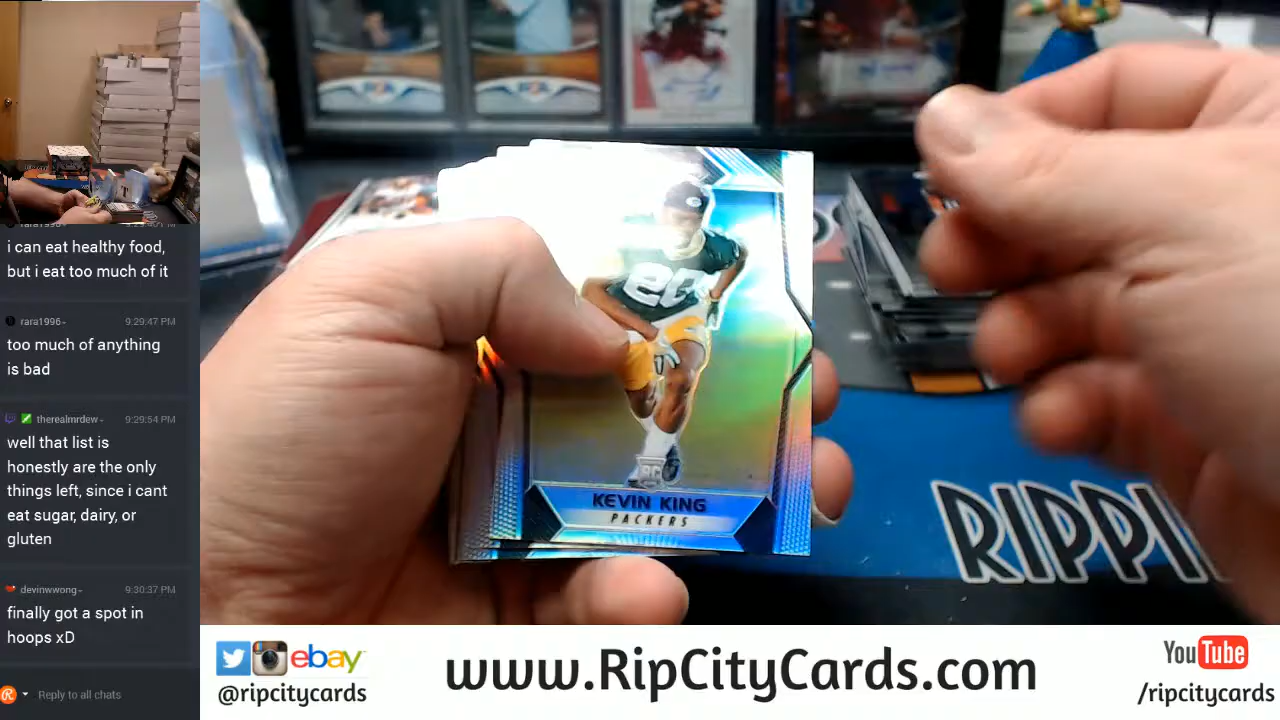 i can eat healthy food,
but i eat too much of it
rara1996- 9:29:47 PM
too much of anything
is bad
therealmrdew- 9:29:54 PM
well that list is
honestly are the only
things left, since i cant
eat sugar, dairy, or
gluten
devinwwong- 9:30:37 PM
finally got a spot in
hoops xD
Reply to all chats
20
RC
KEVIN KING
PACKERS
RIPPI
ebay
@ripcitycards
www.RipCityCards.com
YouTube
/ripcitycards